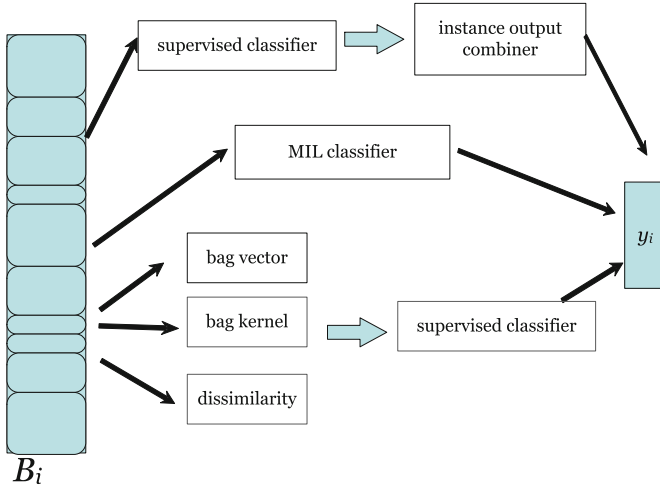 supervised classifier
instance output
combiner
MIL classifier
bag vector
bag kernel
dissimilarity
supervised classifier
yᵢ
Bᵢ